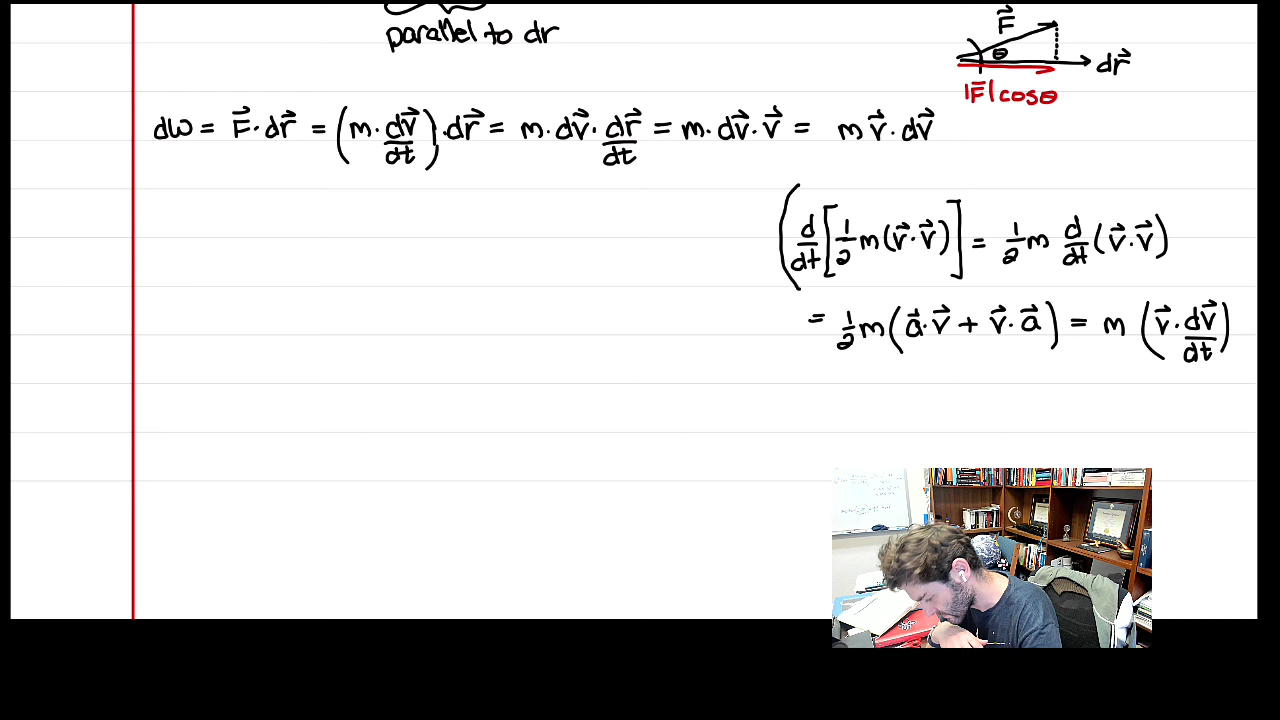 parallel to dr
F⃗
θ
dr⃗
|F⃗|cosθ
dW = F⃗·dr⃗ = (m·dv⃗/dt)·dr⃗ = m·dv⃗·dr⃗/dt = m·dv⃗·v⃗ = mv⃗·dv⃗
(d/dt[½m(v⃗·v⃗)] = ½m d/dt(v⃗·v⃗)
= ½m(a⃗·v⃗ + v⃗·a⃗) = m(v⃗·dv⃗/dt)